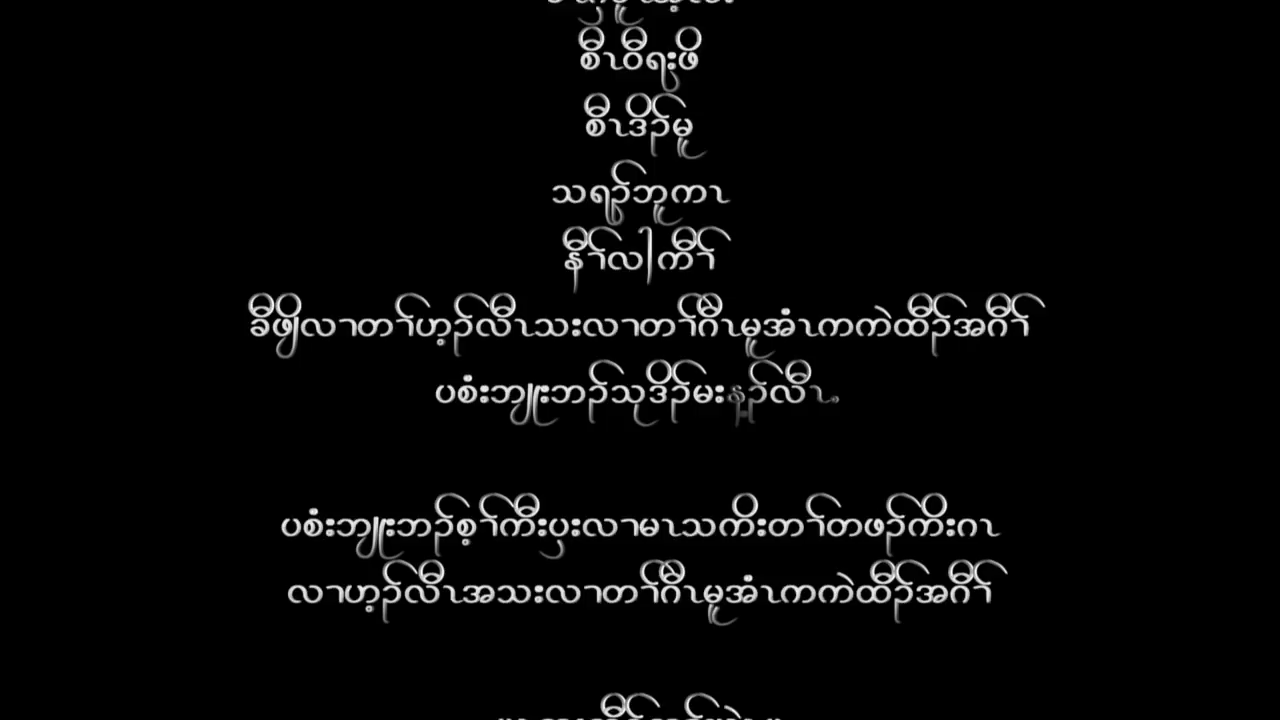 စီၤဝီရးဖိ
စီၤဒိၣ်မူ
သရၣ်ဘူကၤ
နီၢ်လါကီၢ်
ခီဖျိလၢတၢ်ဟ့ၣ်လီၤသးလၢတၢ်ဂီၤမူအံၤကကဲထီၣ်အဂီၢ်
ပစံးဘျုးဘၣ်သုဒိၣ်မးန့ၣ်လီၤ.
ပစံးဘျုးဘၣ်စ့ၢ်ကီးပှၤလၢမၤသကိးတၢ်တဖၣ်ကိးဂၤ
လၢဟ့ၣ်လီၤအသးလၢတၢ်ဂီၤမူအံၤကကဲထီၣ်အဂီၢ်